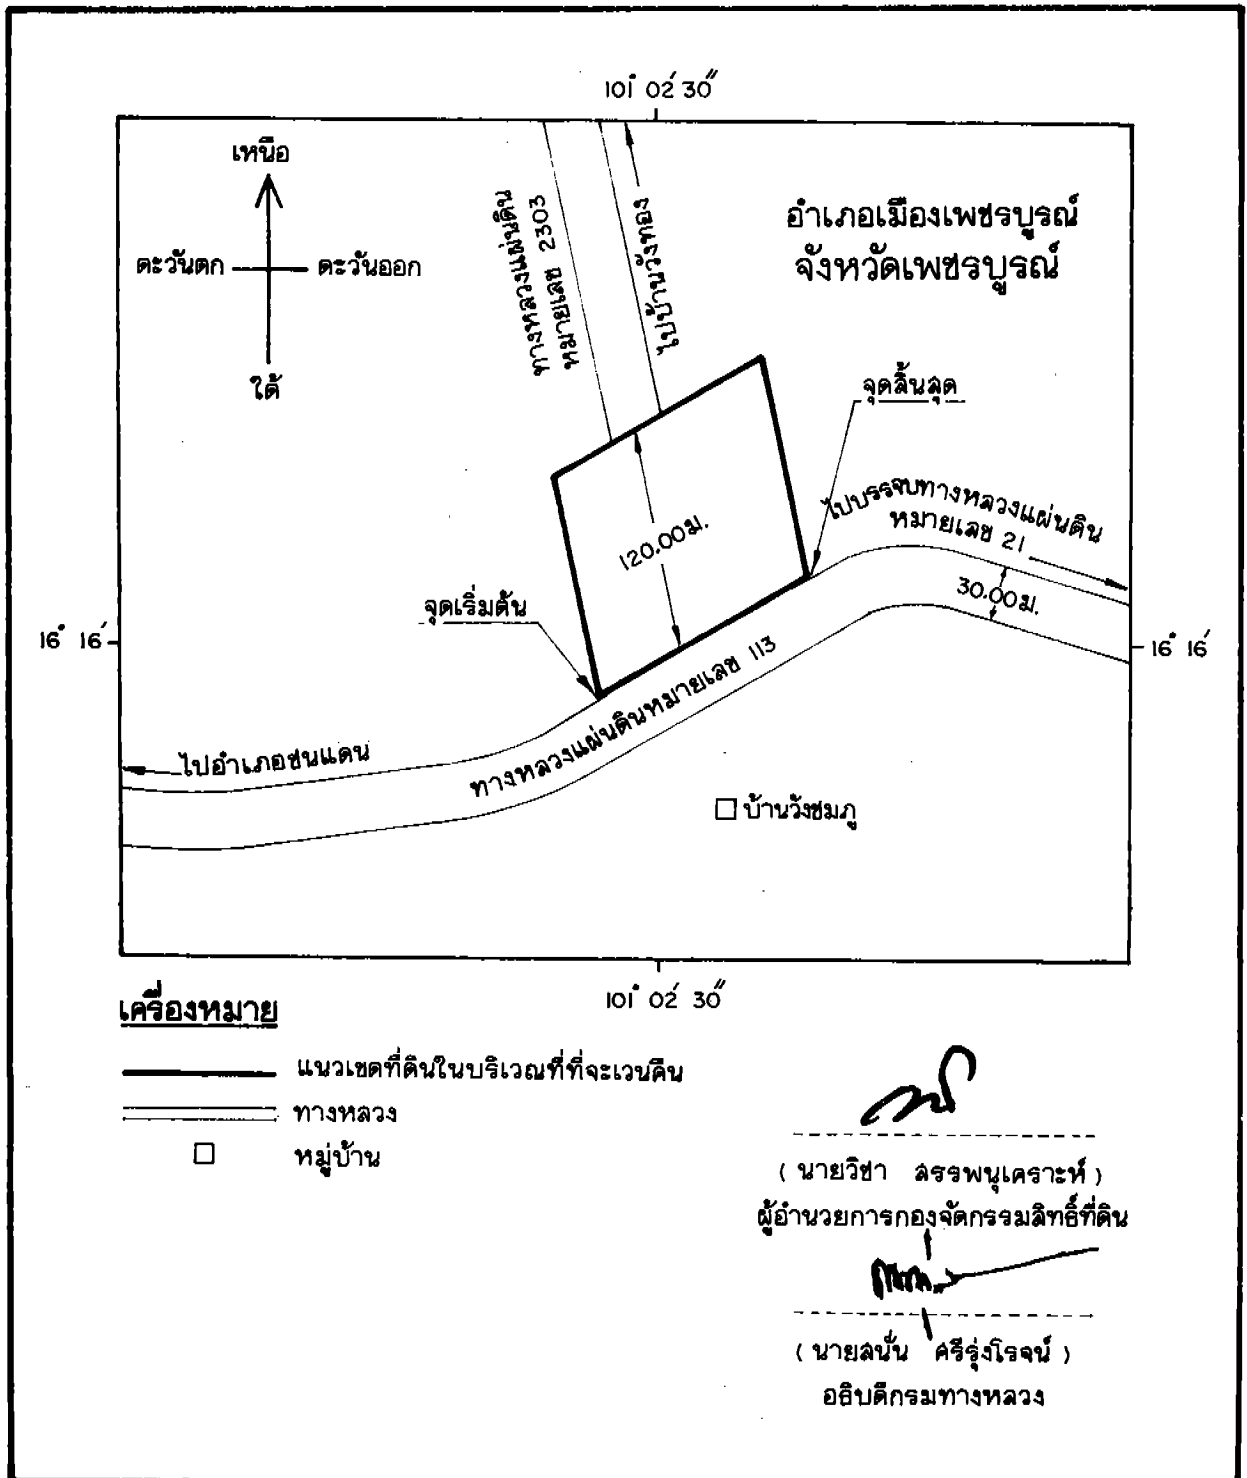 101° 02′ 30″
เหนือ
ตะวันตก
ตะวันออก
ใต้
ทางหลวงแผ่นดิน
หมายเลข 2303
ไปบ้านวังทอง
อำเภอเมืองเพชรบูรณ์
จังหวัดเพชรบูรณ์
จุดสิ้นสุด
ไปบรรจบทางหลวงแผ่นดิน
หมายเลข 21
120.00ม.
30.00ม.
จุดเริ่มต้น
16° 16′
16° 16′
ทางหลวงแผ่นดินหมายเลข 113
ไปอำเภอชนแดน
บ้านวังชมภู
101° 02′ 30″
เครื่องหมาย
แนวเขตที่ดินในบริเวณที่ที่จะเวนคืน
ทางหลวง
หมู่บ้าน
( นายวิชา สรรพนุเคราะห์ )
ผู้อำนวยการกองจัดกรรมสิทธิ์ที่ดิน
( นายสนั่น ศรีรุ่งโรจน์ )
อธิบดีกรมทางหลวง